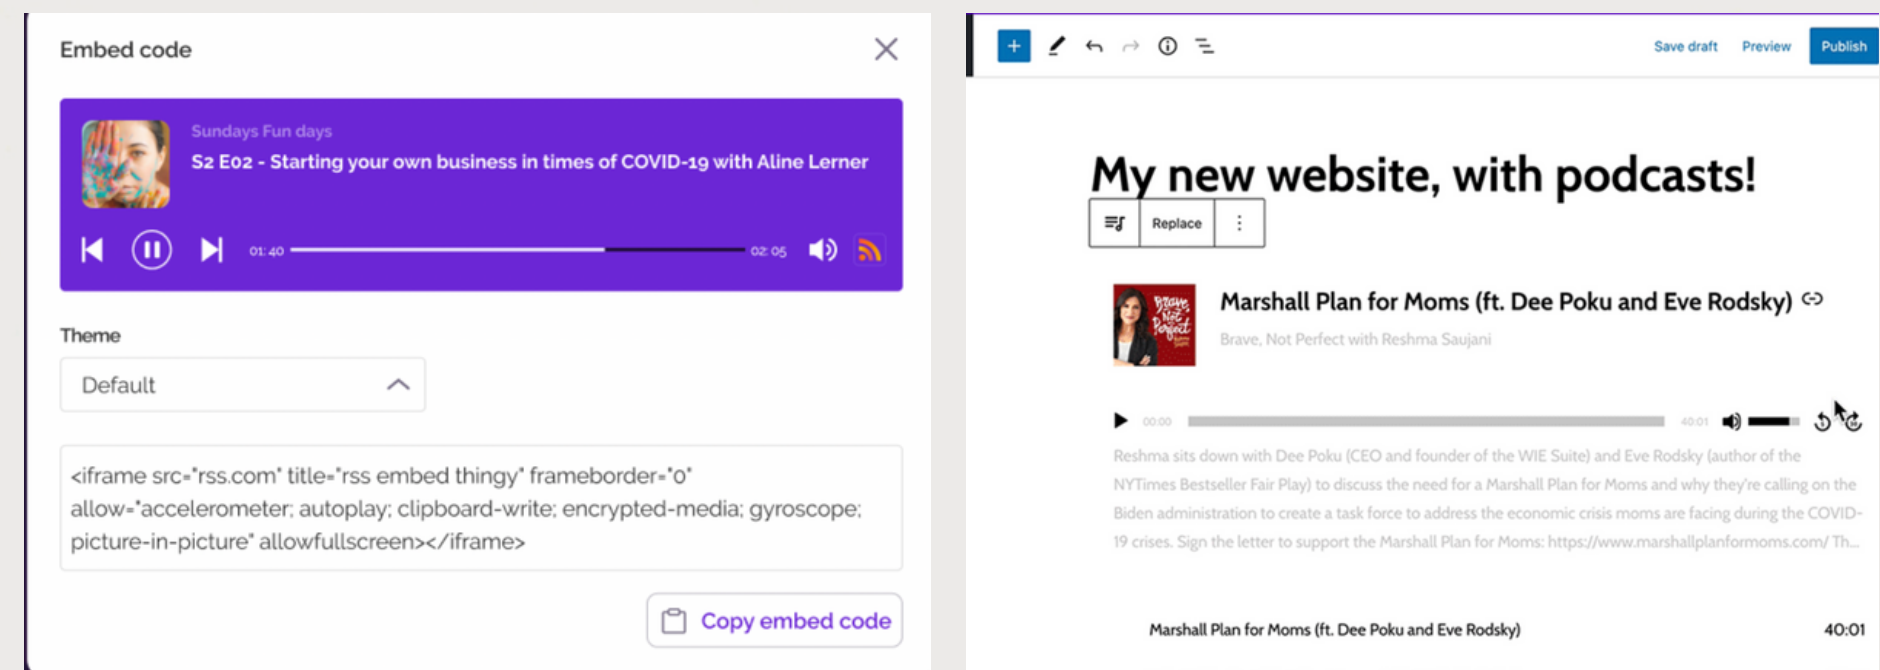 Embed code
Sundays Fun days
S2 E02 - Starting your own business in times of COVID-19 with Aline Lerner
01:40
02:05
Theme
Default
<iframe src="rss.com" title="rss embed thingy" frameborder="0"
allow="accelerometer; autoplay; clipboard-write; encrypted-media; gyroscope;
picture-in-picture" allowfullscreen></iframe>
Copy embed code
Save draft Preview Publish
My new website, with podcasts!
Replace
Brave,
Not
Perfect
Marshall Plan for Moms (ft. Dee Poku and Eve Rodsky)
Brave, Not Perfect with Reshma Saujani
00:00
40:01
Reshma sits down with Dee Poku (CEO and founder of the WIE Suite) and Eve Rodsky (author of the
NYTimes Bestseller Fair Play) to discuss the need for a Marshall Plan for Moms and why they're calling on the
Biden administration to create a task force to address the economic crisis moms are facing during the COVID-
19 crises. Sign the letter to support the Marshall Plan for Moms: https://www.marshallplanformoms.com/ Th...
Marshall Plan for Moms (ft. Dee Poku and Eve Rodsky) 40:01